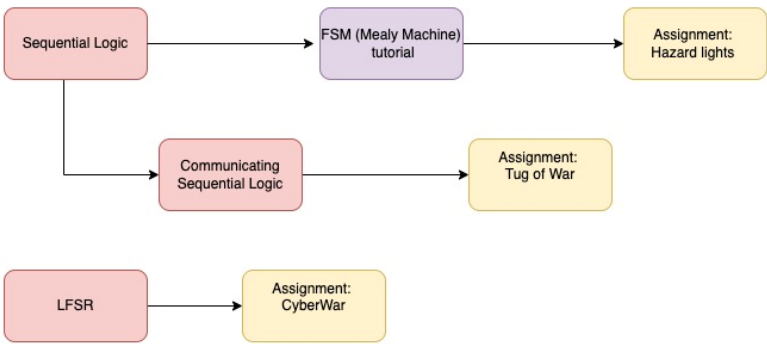 Sequential Logic
FSM (Mealy Machine)
tutorial
Assignment:
Hazard lights
Communicating
Sequential Logic
Assignment:
Tug of War
LFSR
Assignment:
CyberWar